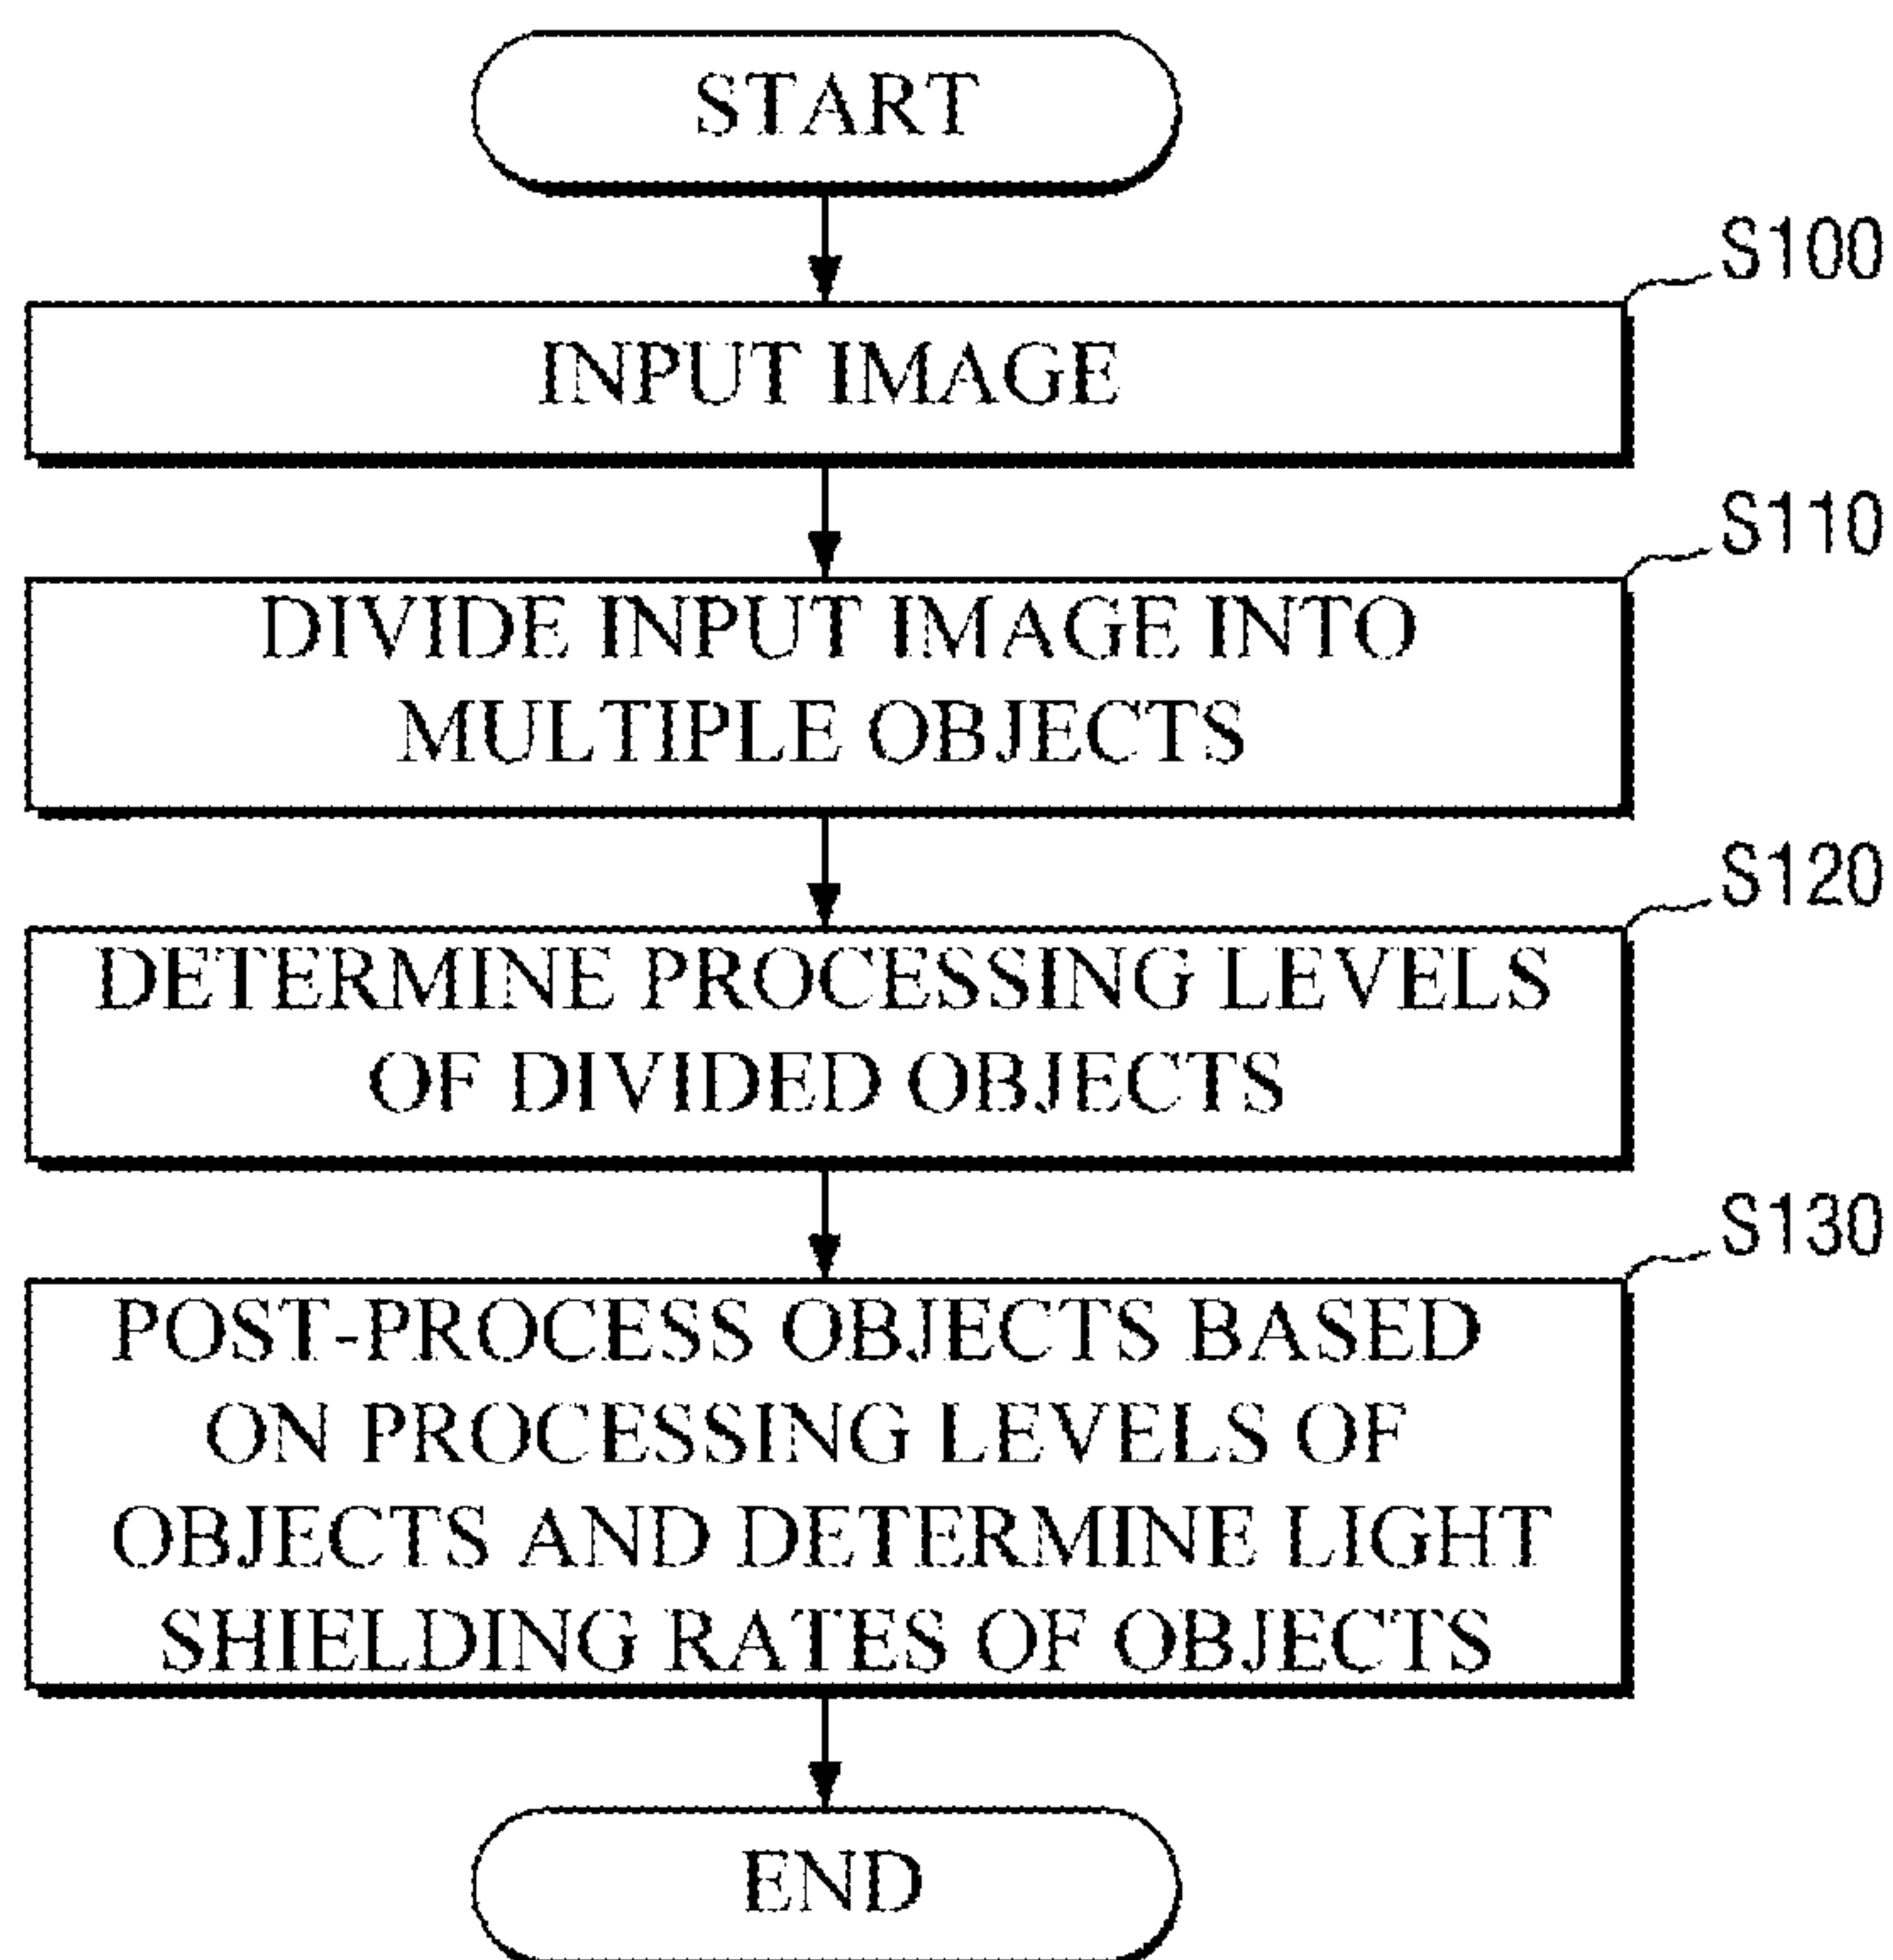 START
S100
INPUT IMAGE
S110
DIVIDE INPUT IMAGE INTO
MULTIPLE OBJECTS
S120
DETERMINE PROCESSING LEVELS
OF DIVIDED OBJECTS
S130
POST-PROCESS OBJECTS BASED
ON PROCESSING LEVELS OF
OBJECTS AND DETERMINE LIGHT
SHIELDING RATES OF OBJECTS
END